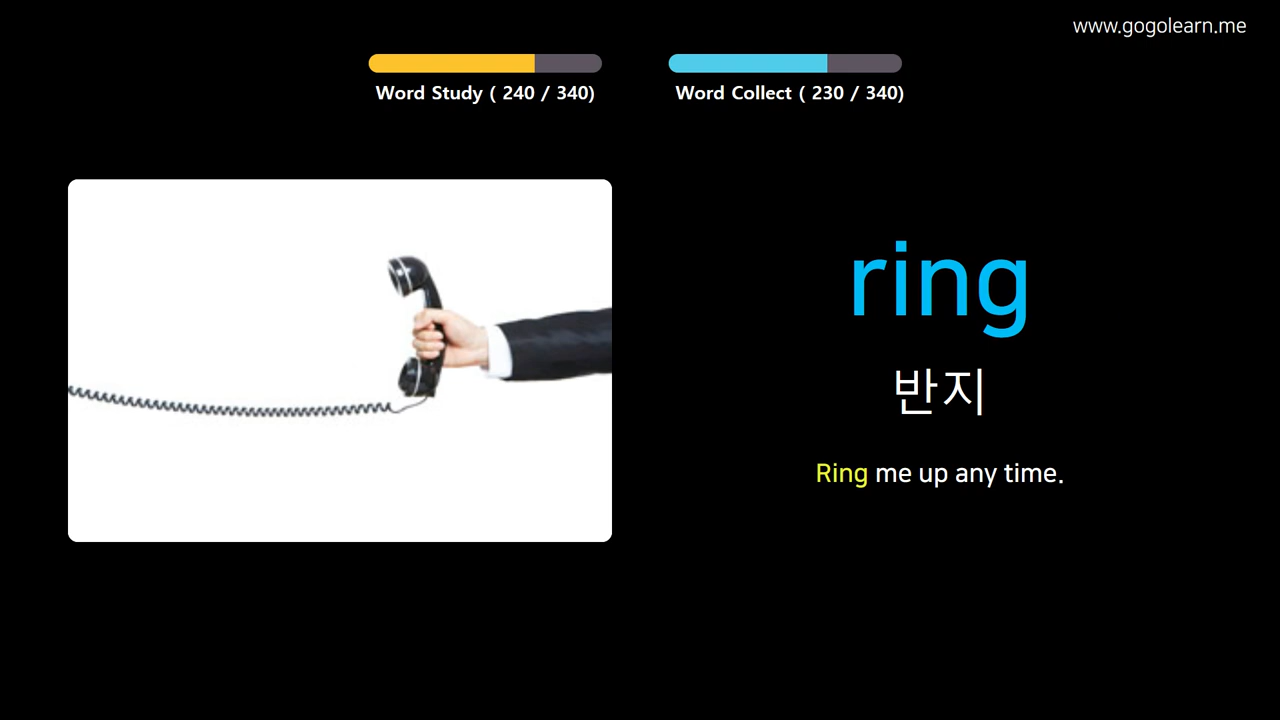 www.gogolearn.me
Word Study ( 240 / 340)
Word Collect ( 230 / 340)
ring
반지
Ring me up any time.